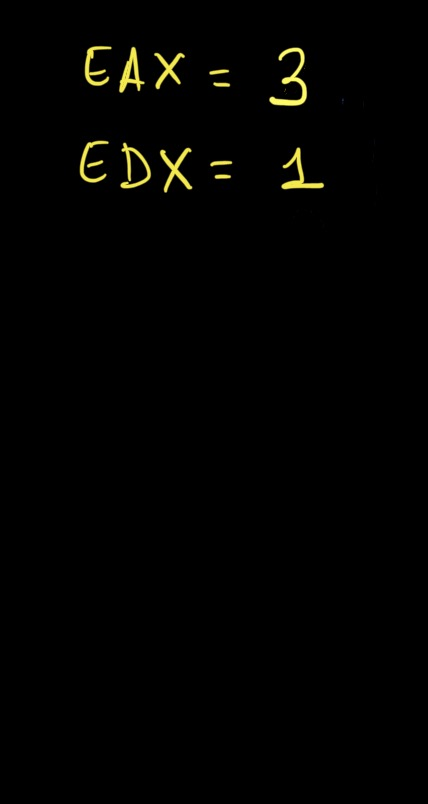 EAX = 3
EDX = 1